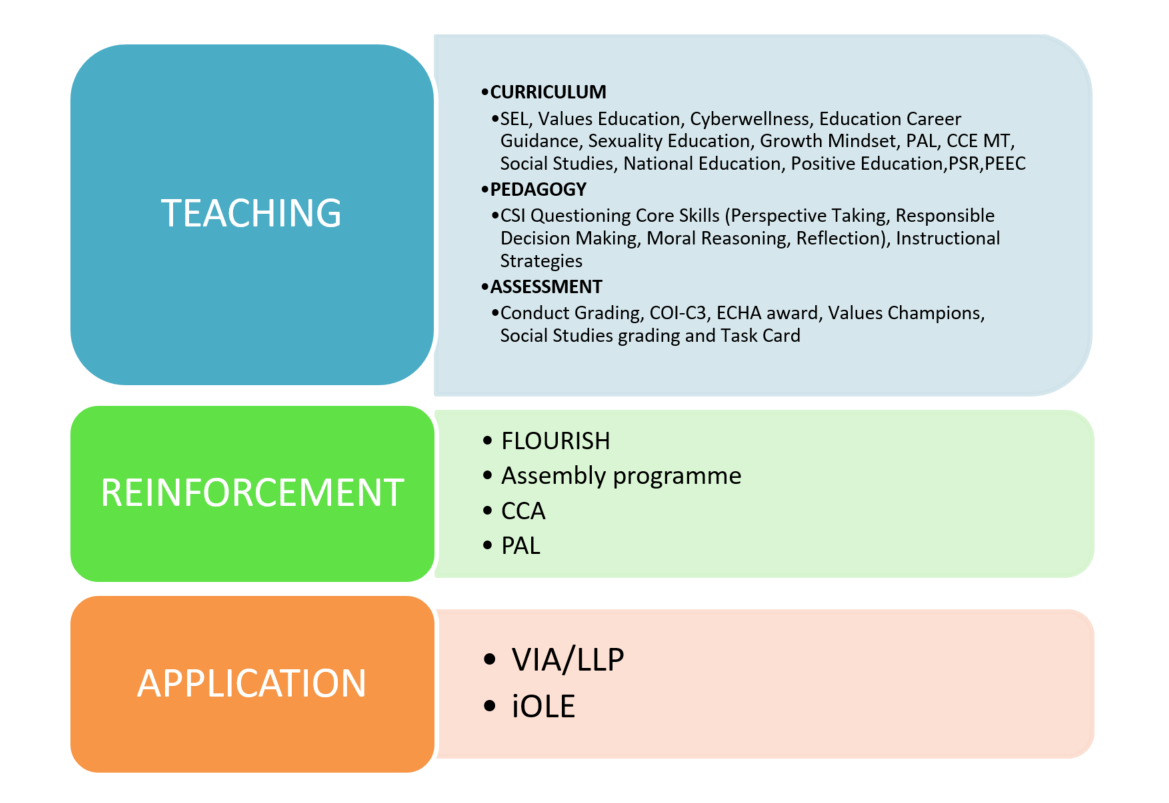 TEACHING
•CURRICULUM
•SEL, Values Education, Cyberwellness, Education Career
Guidance, Sexuality Education, Growth Mindset, PAL, CCE MT,
Social Studies, National Education, Positive Education,PSR,PEEC
•PEDAGOGY
•CSI Questioning Core Skills (Perspective Taking, Responsible
Decision Making, Moral Reasoning, Reflection), Instructional
Strategies
•ASSESSMENT
•Conduct Grading, COI-C3, ECHA award, Values Champions,
Social Studies grading and Task Card
REINFORCEMENT
• FLOURISH
• Assembly programme
• CCA
• PAL
APPLICATION
• VIA/LLP
• iOLE